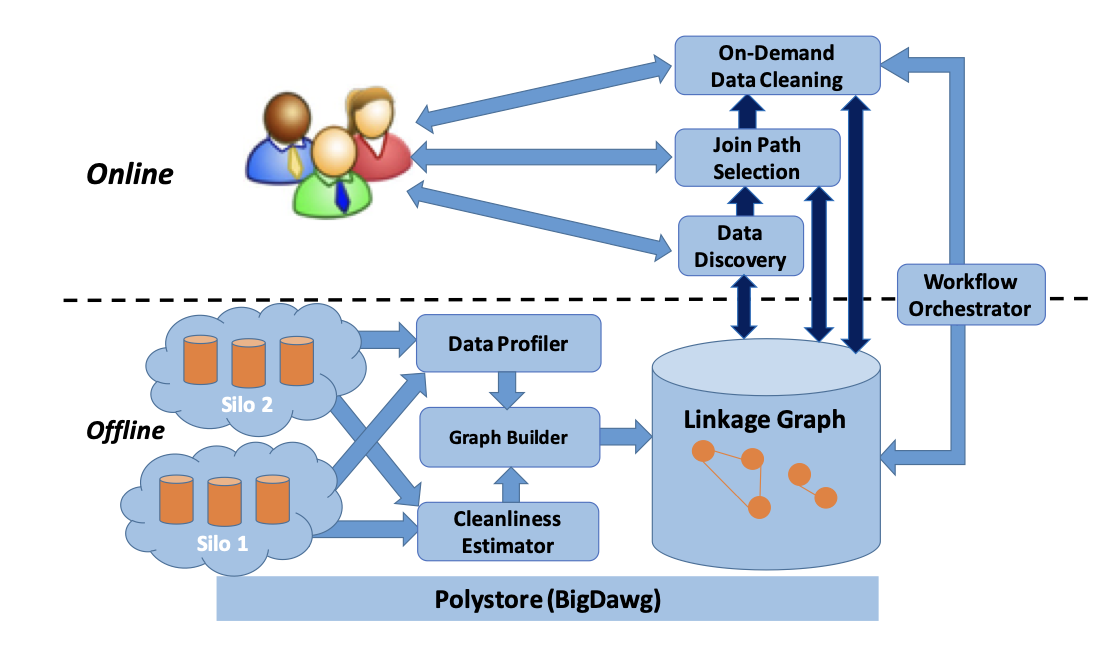 On-Demand
Data Cleaning
Join Path
Selection
Online
Data
Discovery
Workflow
Orchestrator
Data Profiler
Silo 2
Linkage Graph
Offline
Graph Builder
Cleanliness
Estimator
Silo 1
Polystore (BigDawg)